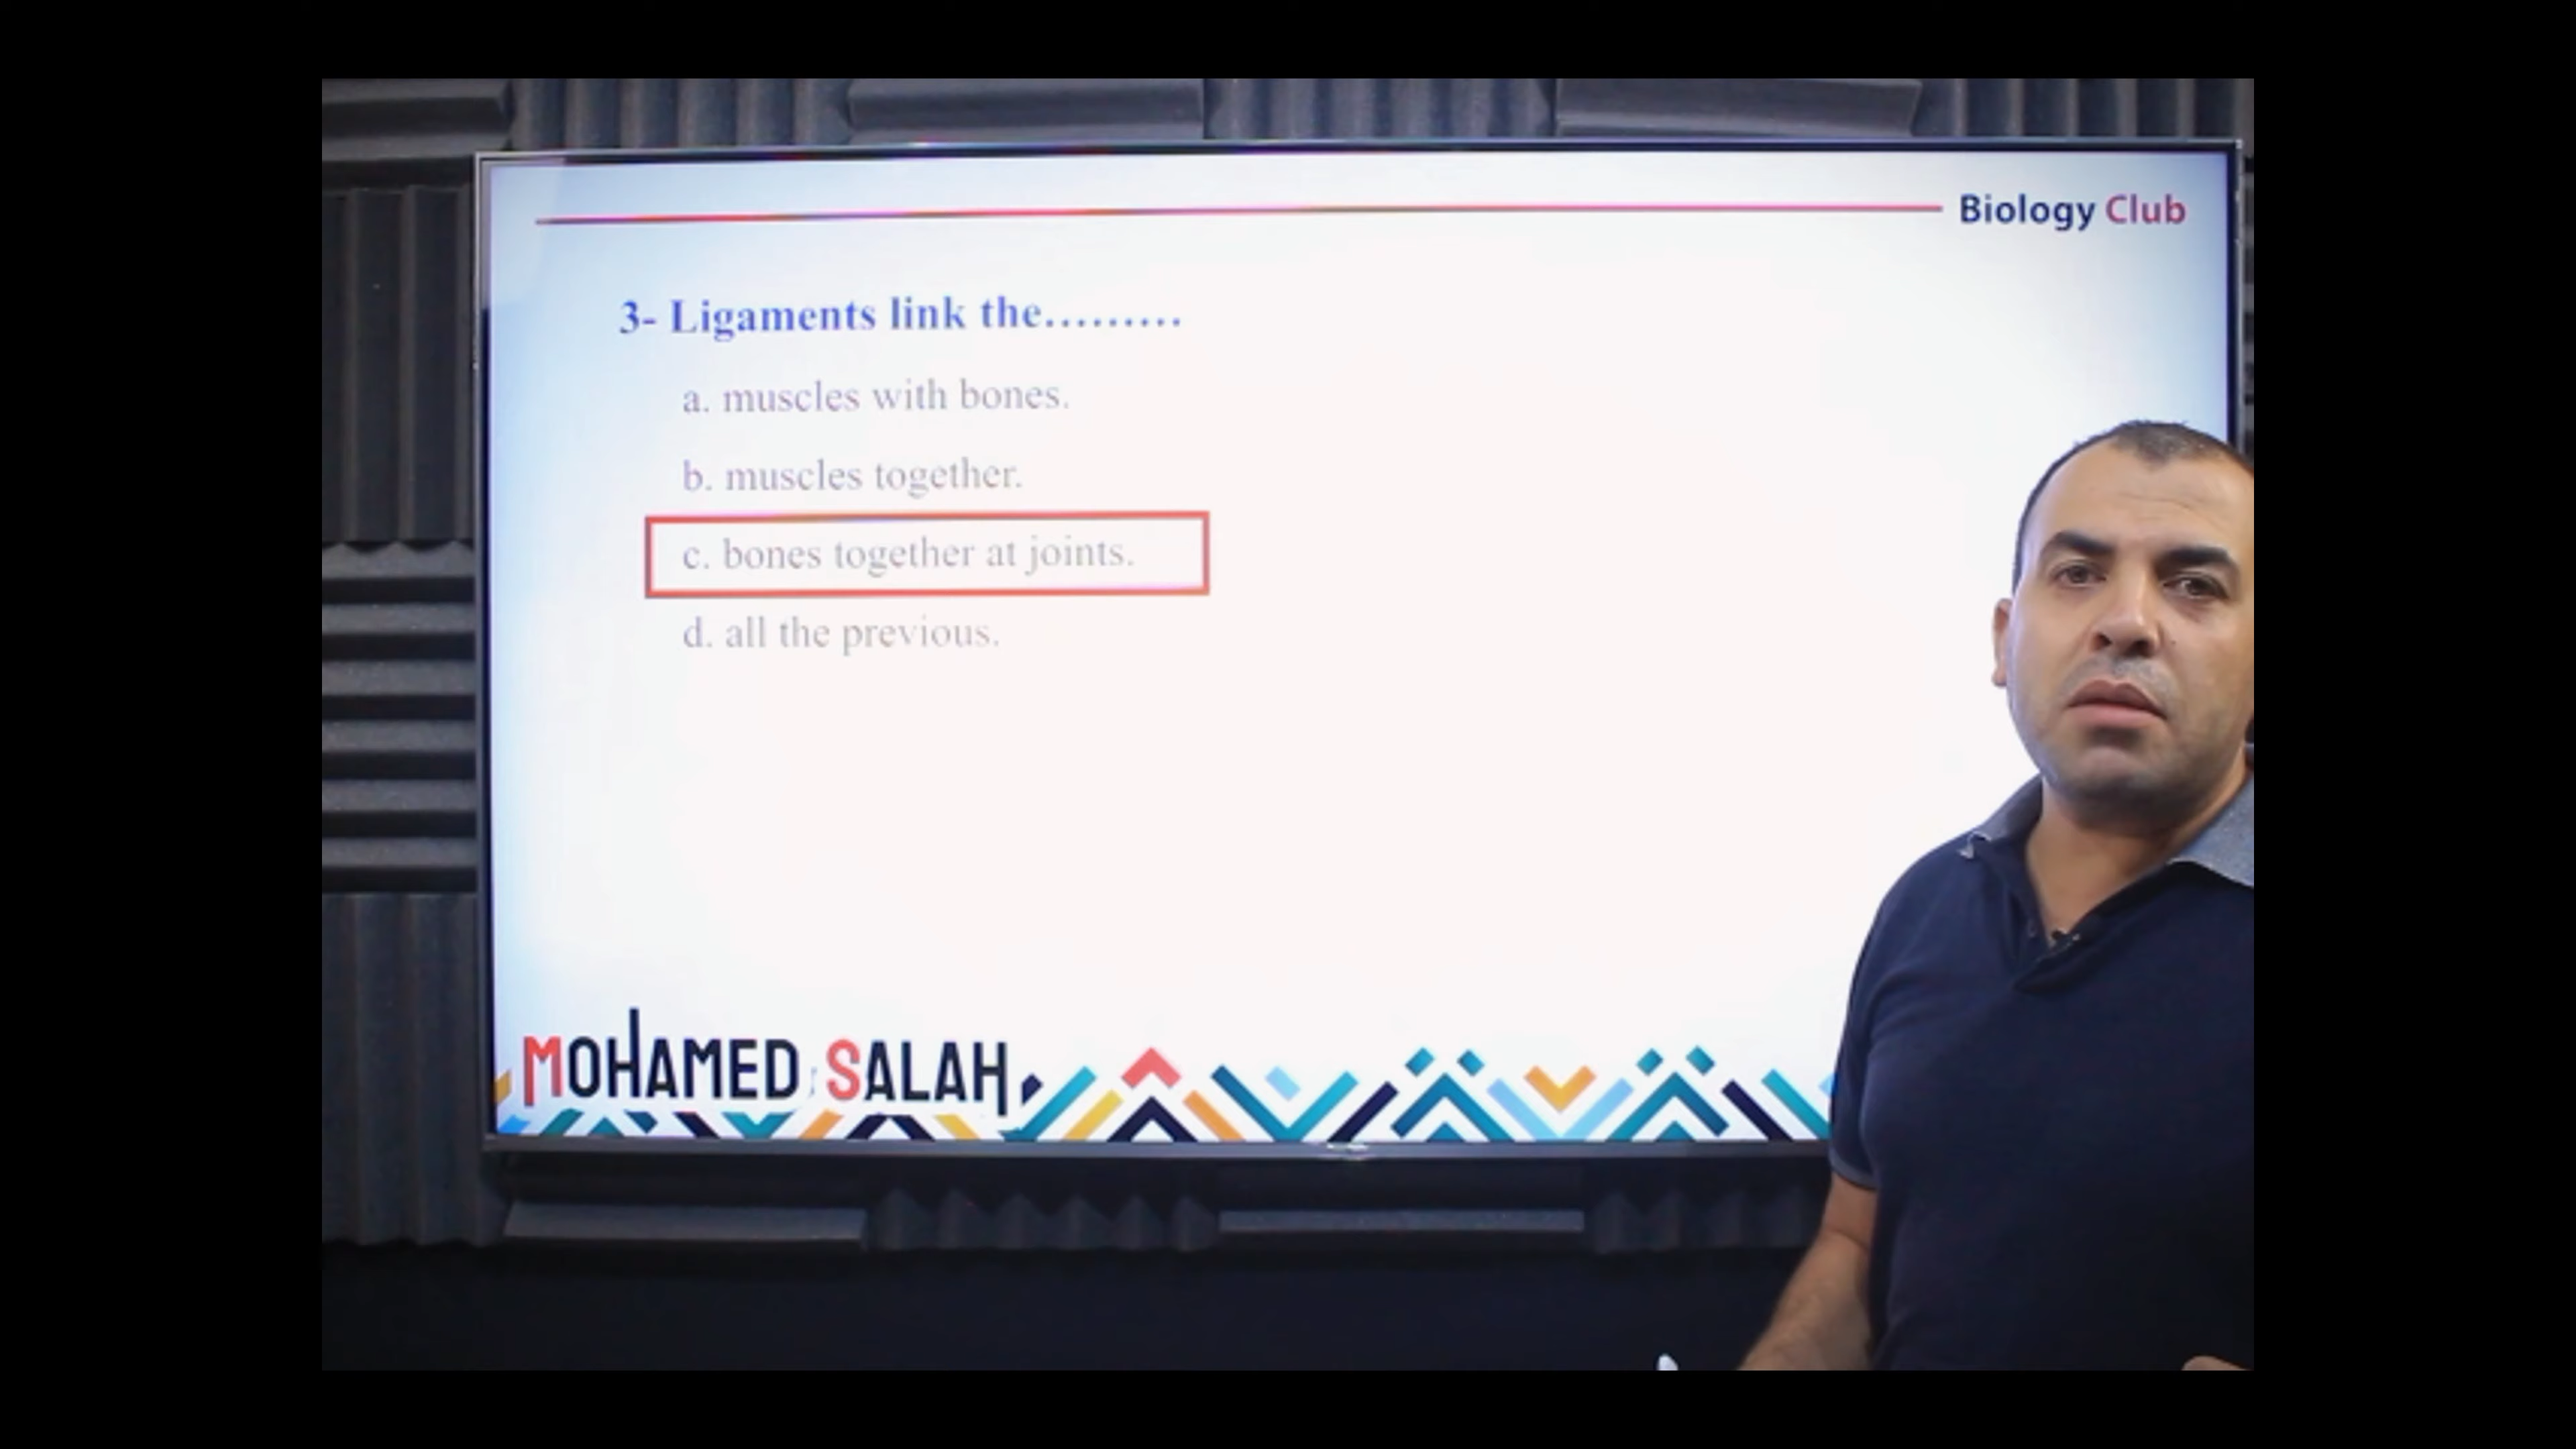 Biology Club
3- Ligaments link the.........
a. muscles with bones.
b. muscles together.
c. bones together at joints.
d. all the previous.
MOHAMED SALAH